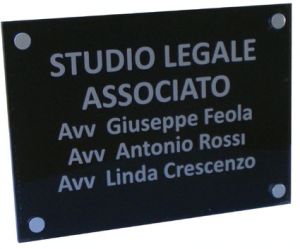 STUDIO LEGALE
ASSOCIATO
Avv Giuseppe Feola
Avv Antonio Rossi
Avv Linda Crescenzo